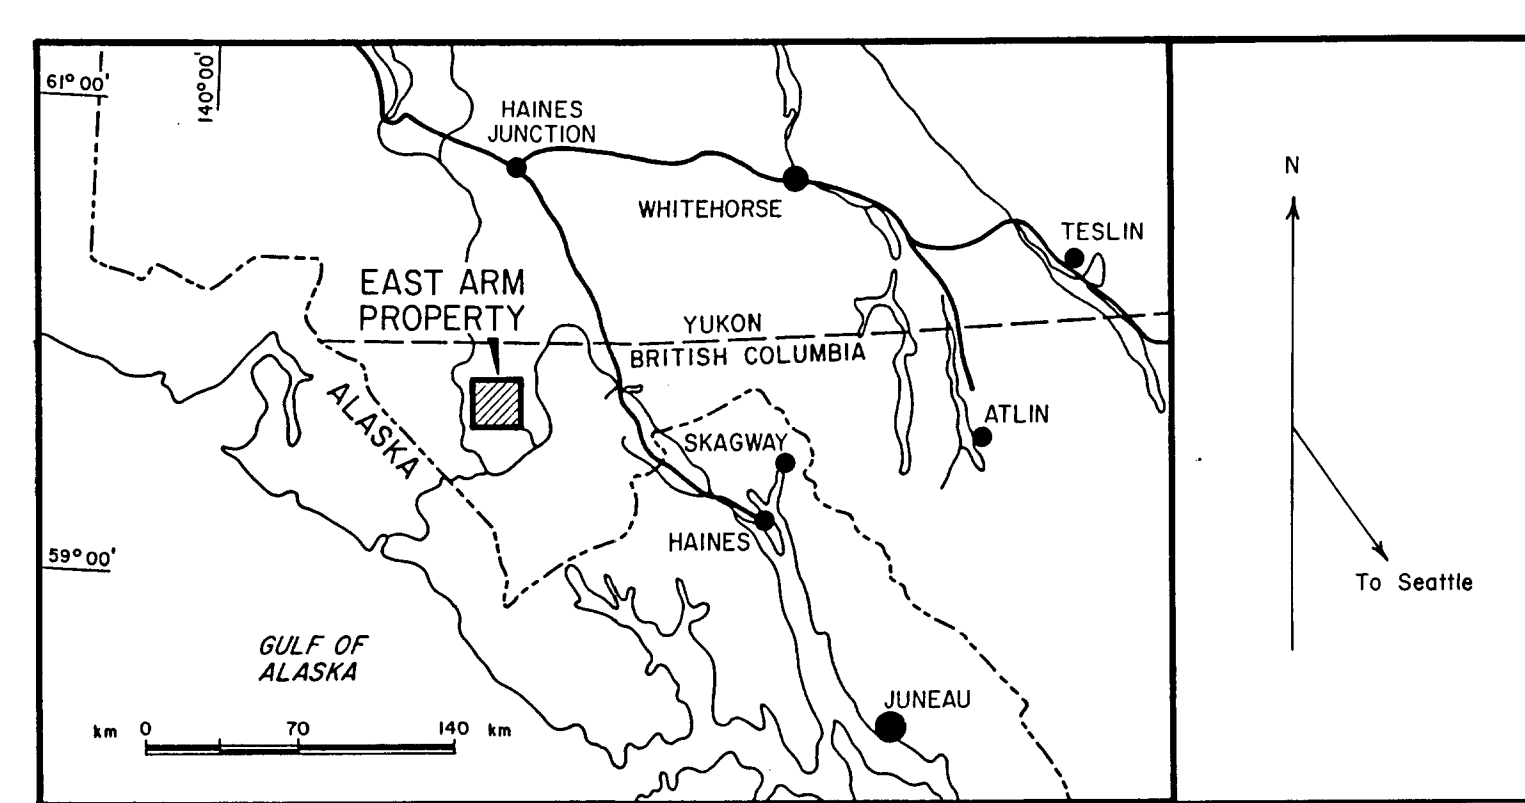 61° 00'
140°00'
HAINES
JUNCTION
WHITEHORSE
TESLIN
EAST ARM
PROPERTY
YUKON
BRITISH COLUMBIA
ALASKA
SKAGWAY
ATLIN
HAINES
59° 00'
GULF OF
ALASKA
JUNEAU
km 0 70 140 km
N
To Seattle